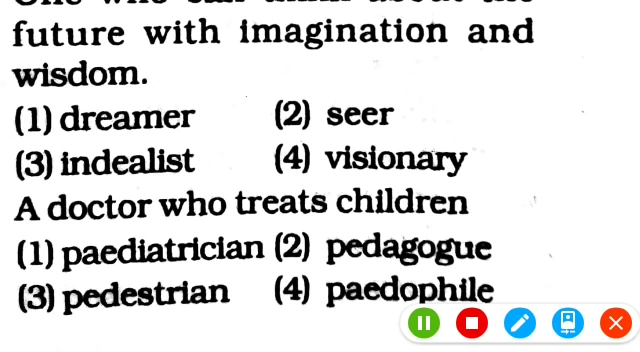 future with imagination and
wisdom.
(1) dreamer (2) seer
(3) indealist (4) visionary
A doctor who treats children
(1) paediatrician (2) pedagogue
(3) pedestrian (4) paedophile